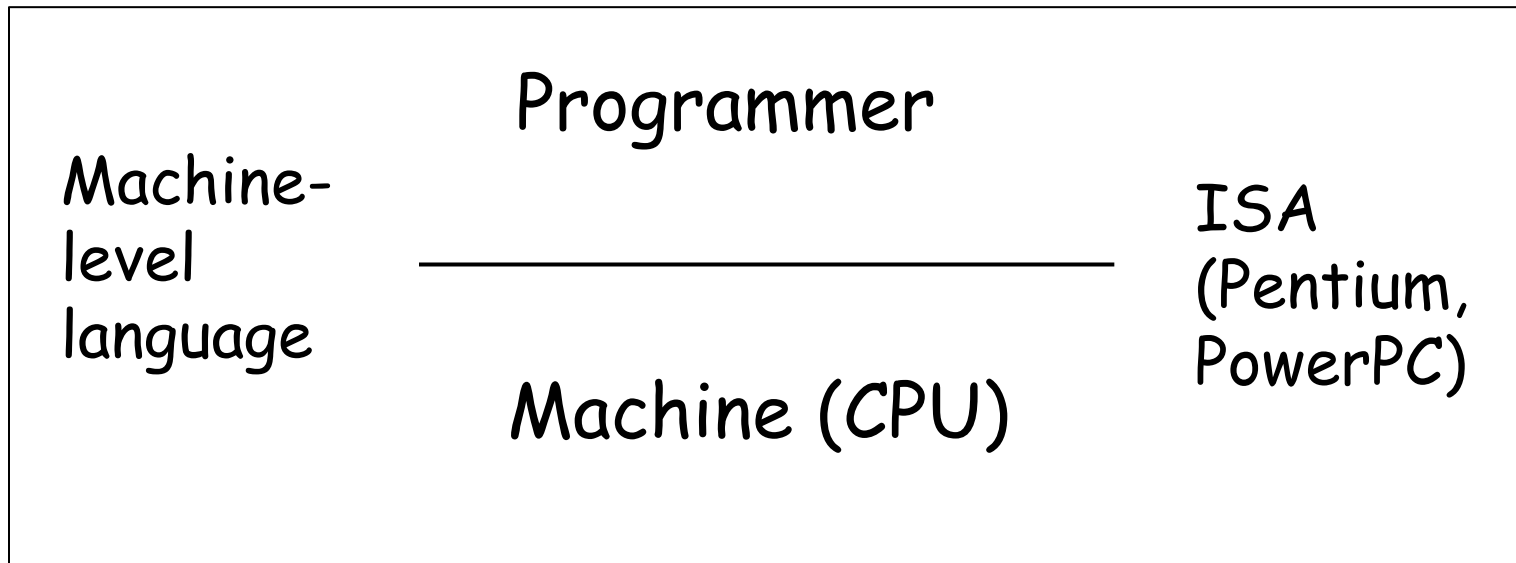 Programmer
Machine-
level
language
ISA
(Pentium,
PowerPC)
Machine (CPU)